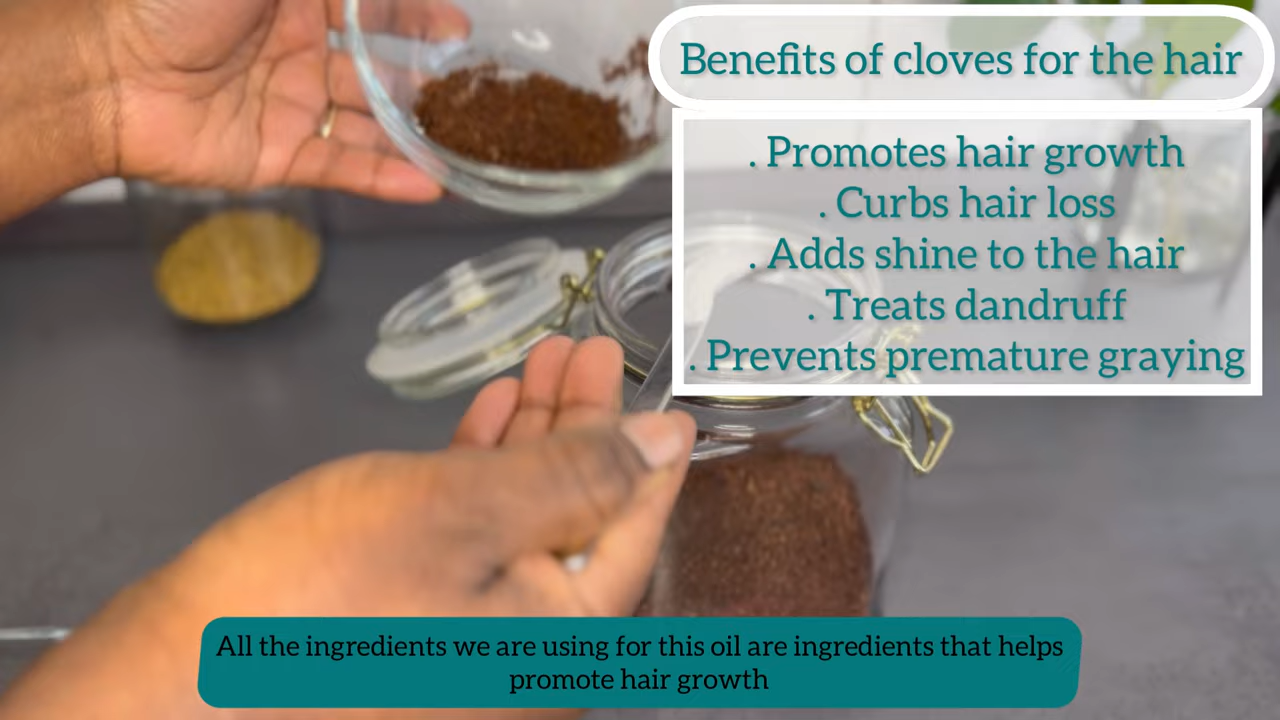 Benefits of cloves for the hair
. Promotes hair growth
. Curbs hair loss
. Adds shine to the hair
. Treats dandruff
. Prevents premature graying
All the ingredients we are using for this oil are ingredients that helps
promote hair growth